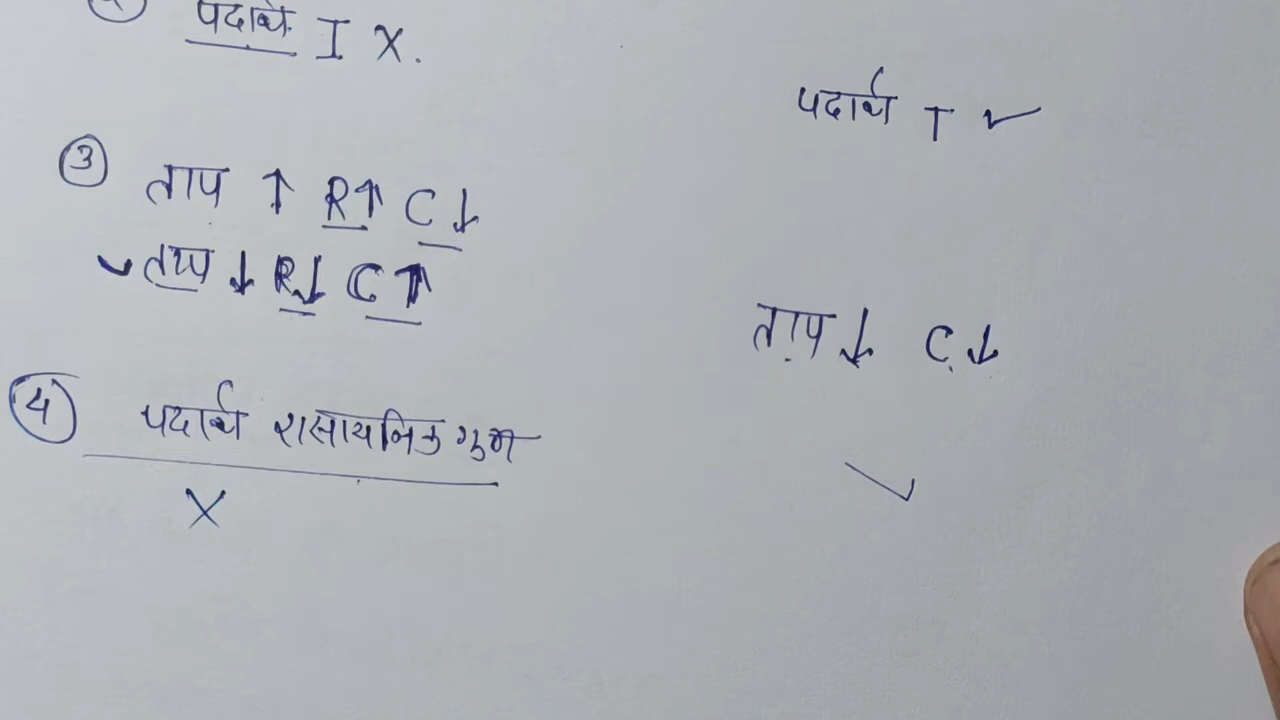 पदार्थ I X.
पदार्थ T ✓
③ ताप ↑ R↑ C↓
✓ ताप ↓ R↓ C↑
ताप ↓ C ↓
④ पदार्थ रासायनिक गुण
X
✓